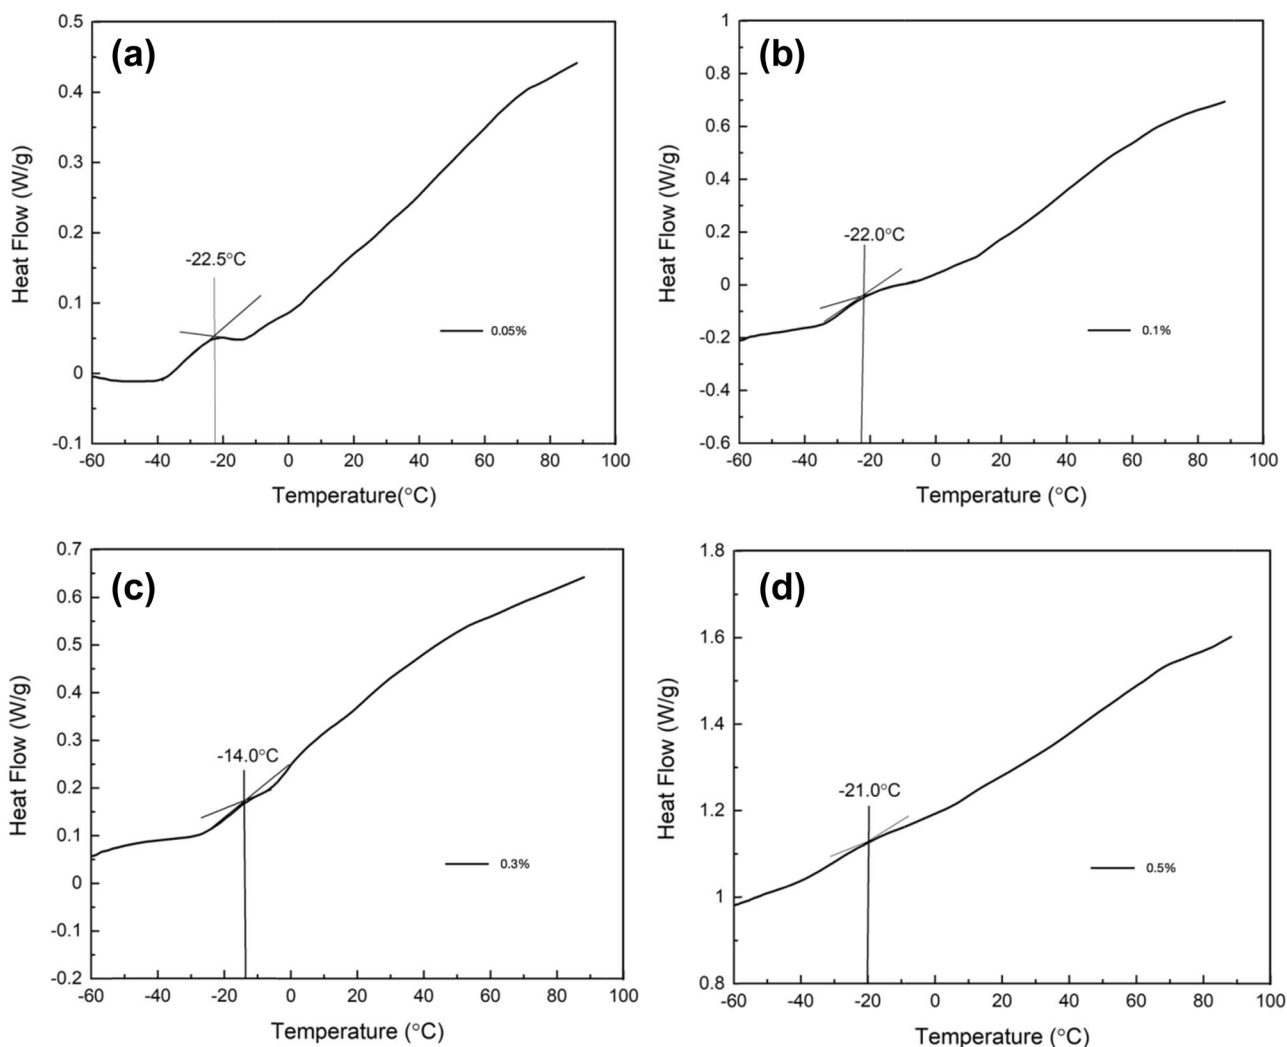 (a)
0.5
0.4
0.3
0.2
0.1
0
-0.1
Heat Flow (W/g)
-22.5°C
0.05%
-60 -40 -20 0 20 40 60 80 100
Temperature(°C)
(b)
1
0.8
0.6
0.4
0.2
0
-0.2
-0.4
-0.6
Heat Flow (W/g)
-22.0°C
0.1%
-60 -40 -20 0 20 40 60 80 100
Temperature (°C)
(c)
0.7
0.6
0.5
0.4
0.3
0.2
0.1
0
-0.1
-0.2
Heat Flow (W/g)
-14.0°C
0.3%
-60 -40 -20 0 20 40 60 80 100
Temperature (°C)
(d)
1.8
1.6
1.4
1.2
1
0.8
Heat Flow (W/g)
-21.0°C
0.5%
-60 -40 -20 0 20 40 60 80 100
Temperature (°C)